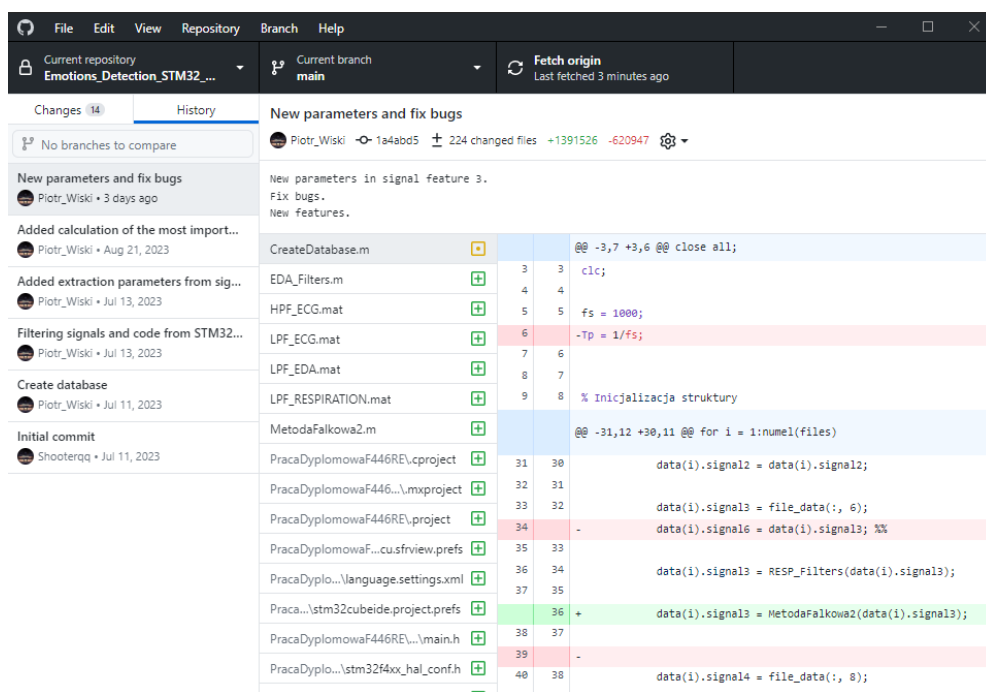 File Edit View Repository Branch Help
Current repository
Emotions_Detection_STM32_...
Current branch
main
Fetch origin
Last fetched 3 minutes ago
Changes 14
History
No branches to compare
New parameters and fix bugs
Piotr_Wiski • 3 days ago
Added calculation of the most import...
Piotr_Wiski • Aug 21, 2023
Added extraction parameters from sig...
Piotr_Wiski • Jul 13, 2023
Filtering signals and code from STM32...
Piotr_Wiski • Jul 13, 2023
Create database
Piotr_Wiski • Jul 11, 2023
Initial commit
Shooterqq • Jul 11, 2023
New parameters and fix bugs
Piotr_Wiski 1a4abd5 224 changed files +1391526 -620947
New parameters in signal feature 3.
Fix bugs.
New features.
CreateDatabase.m
EDA_Filters.m
HPF_ECG.mat
LPF_ECG.mat
LPF_EDA.mat
LPF_RESPIRATION.mat
MetodaFalkowa2.m
PracaDyplomowaF446RE\.cproject
PracaDyplomowaF446...\.mxproject
PracaDyplomowaF446RE\.project
PracaDyplomowaF...cu.sfrview.prefs
PracaDyplo...\language.settings.xml
Praca...\stm32cubeide.project.prefs
PracaDyplomowaF446RE\...\main.h
PracaDyplo...\stm32f4xx_hal_conf.h
@@ -3,7 +3,6 @@ close all;
3 3 clc;
4 4
5 5 fs = 1000;
6 -Tp = 1/fs;
7 6
8 7
9 8 % Inicjalizacja struktury
@@ -31,12 +30,11 @@ for i = 1:numel(files)
31 30 data(i).signal2 = data(i).signal2;
32 31
33 32 data(i).signal3 = file_data(:, 6);
34 - data(i).signal6 = data(i).signal3; %%
35 33
36 34 data(i).signal3 = RESP_Filters(data(i).signal3);
37 35
36 + data(i).signal3 = MetodaFalkowa2(data(i).signal3);
38 37
39 -
40 38 data(i).signal4 = file_data(:, 8);